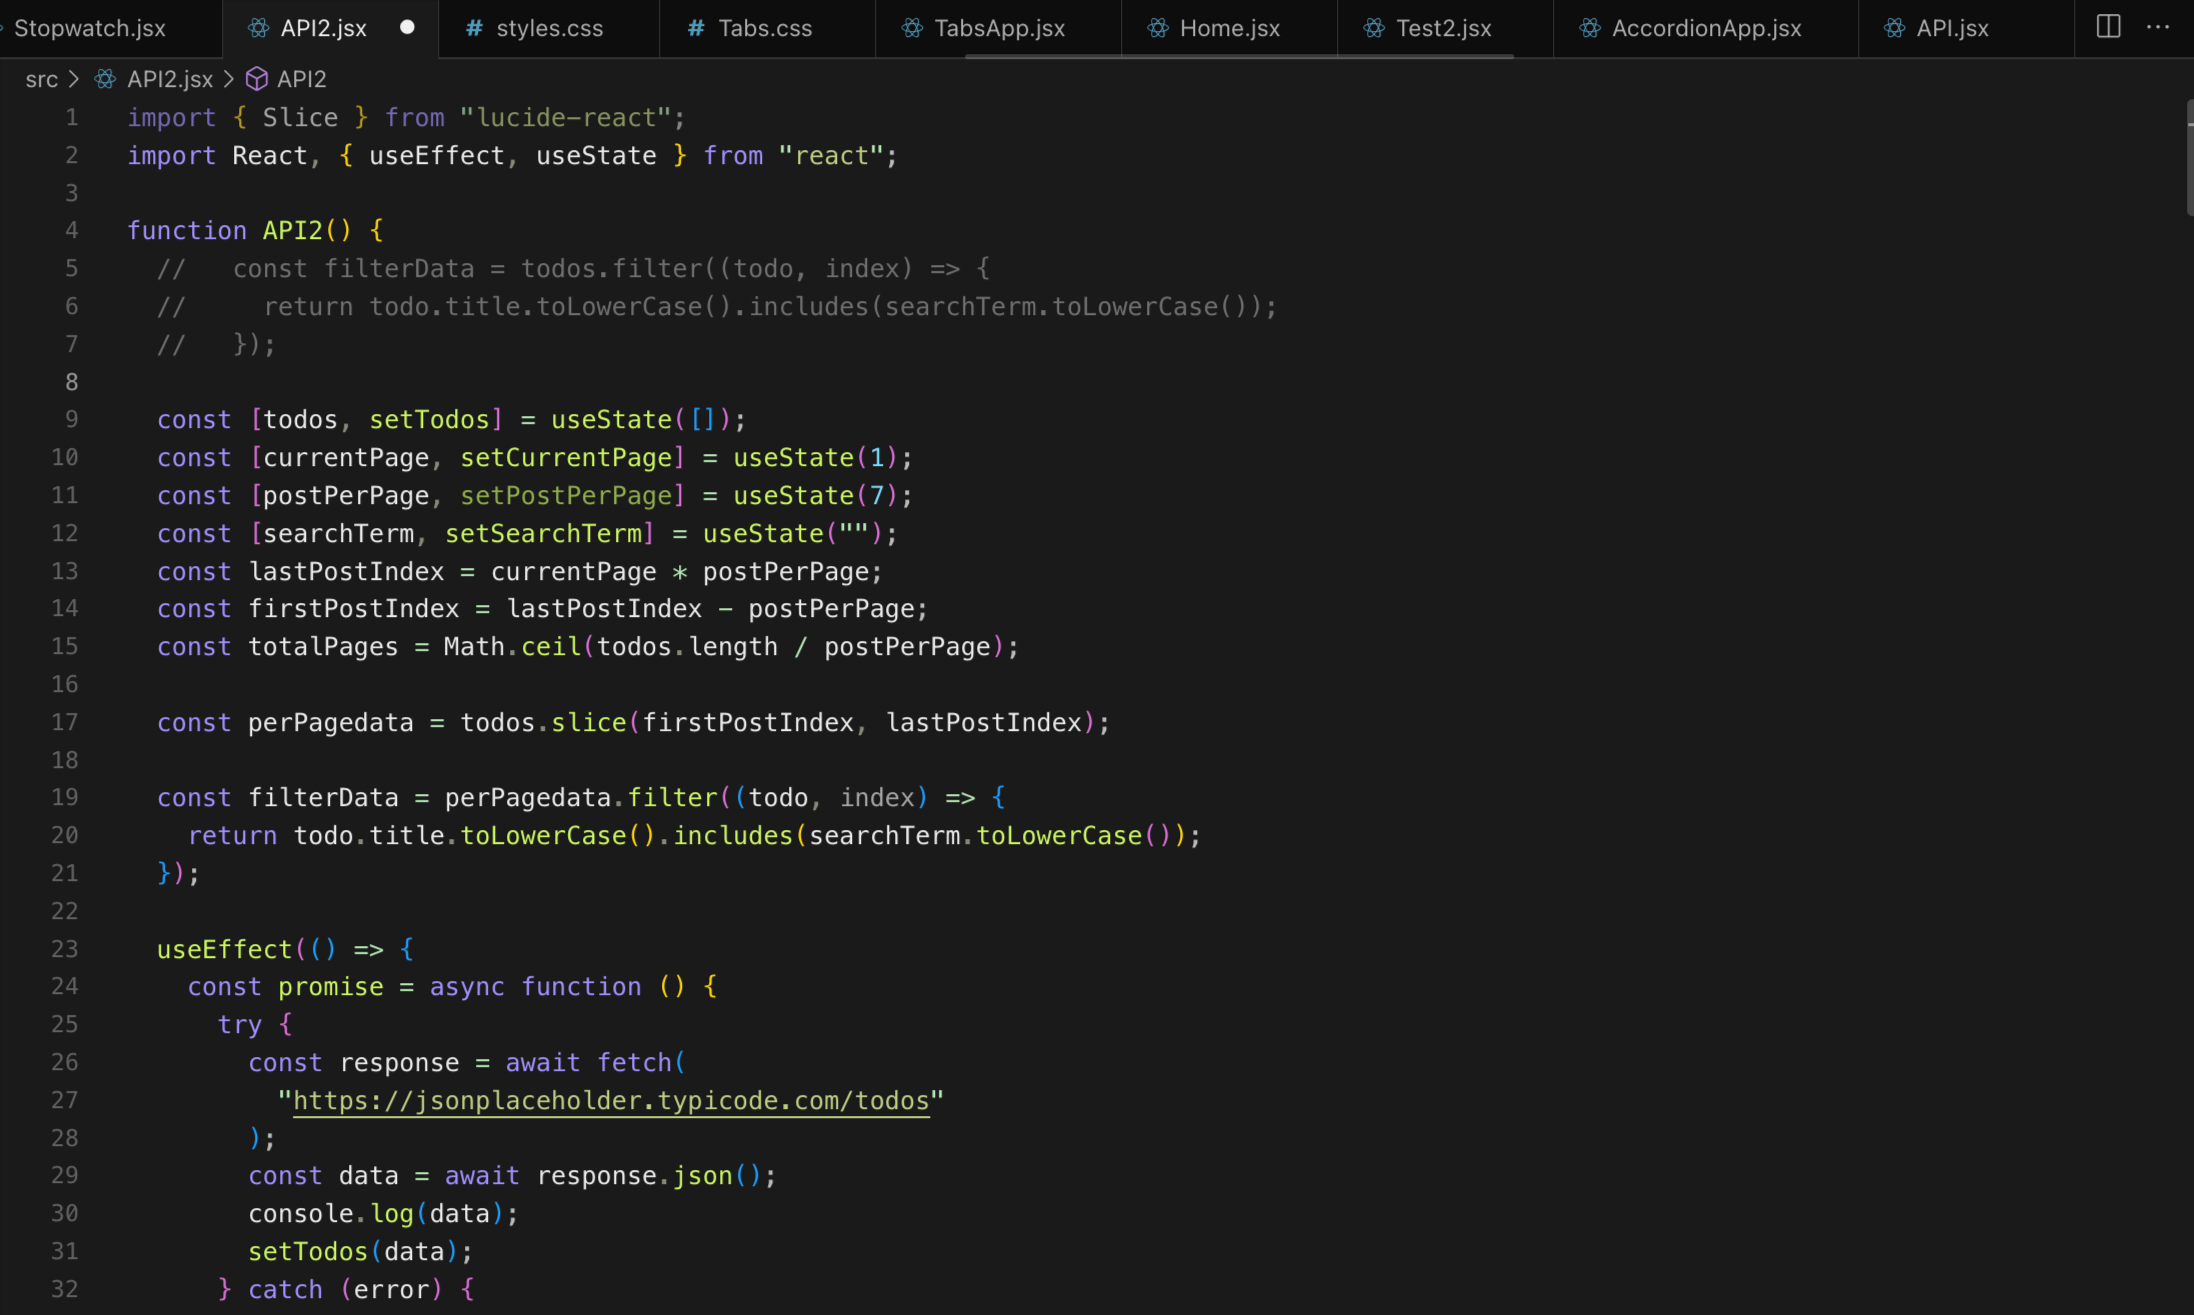 Stopwatch.jsx API2.jsx # styles.css # Tabs.css TabsApp.jsx Home.jsx Test2.jsx AccordionApp.jsx API.jsx ···
src > API2.jsx > API2
1 import { Slice } from "lucide-react";
2 import React, { useEffect, useState } from "react";
3
4 function API2() {
5 //   const filterData = todos.filter((todo, index) => {
6 //     return todo.title.toLowerCase().includes(searchTerm.toLowerCase());
7 //   });
8
9   const [todos, setTodos] = useState([]);
10   const [currentPage, setCurrentPage] = useState(1);
11   const [postPerPage, setPostPerPage] = useState(7);
12   const [searchTerm, setSearchTerm] = useState("");
13   const lastPostIndex = currentPage * postPerPage;
14   const firstPostIndex = lastPostIndex - postPerPage;
15   const totalPages = Math.ceil(todos.length / postPerPage);
16
17   const perPagedata = todos.slice(firstPostIndex, lastPostIndex);
18
19   const filterData = perPagedata.filter((todo, index) => {
20     return todo.title.toLowerCase().includes(searchTerm.toLowerCase());
21   });
22
23   useEffect(() => {
24     const promise = async function () {
25       try {
26         const response = await fetch(
27           "https://jsonplaceholder.typicode.com/todos"
28         );
29         const data = await response.json();
30         console.log(data);
31         setTodos(data);
32       } catch (error) {